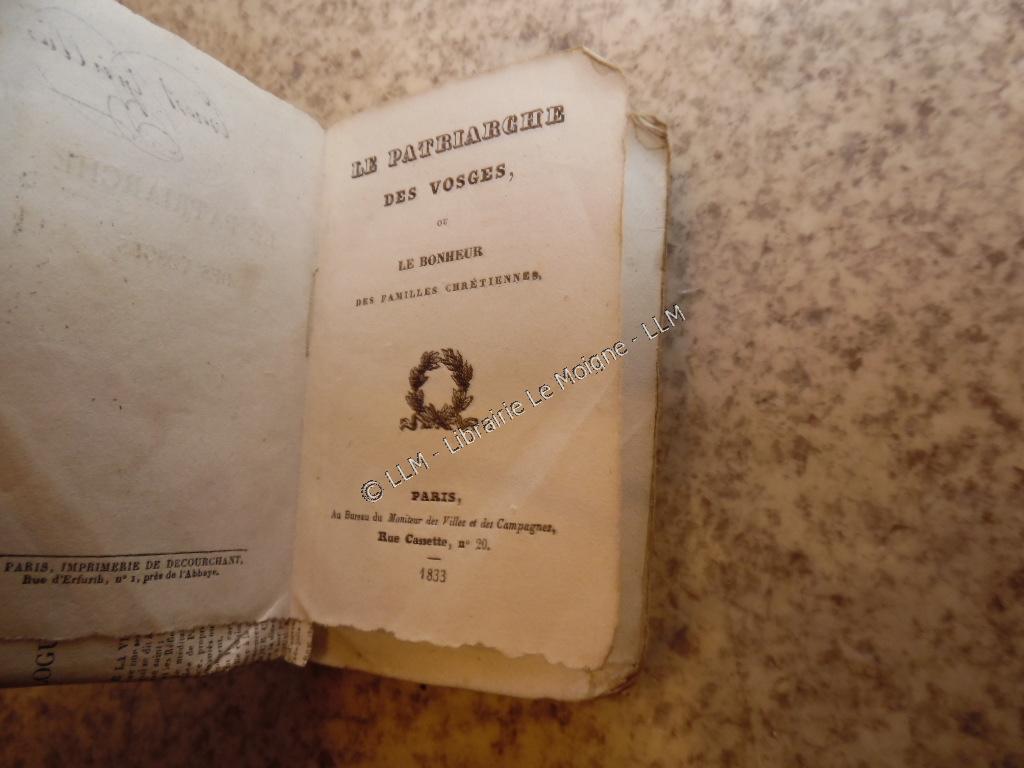 PARIS, IMPRIMERIE DE DECOURCHANT,
Rue d'Erfurth, nº 1, près de l'Abbaye.
LE PATRIARCHE
DES VOSGES,
OU
LE BONHEUR
DES FAMILLES CHRÉTIENNES,
PARIS,
Au Bureau du Moniteur des Villes et des Campagnes,
Rue Cassette, nº 20.
1833
© LLM - Librairie Le Moigne - LLM